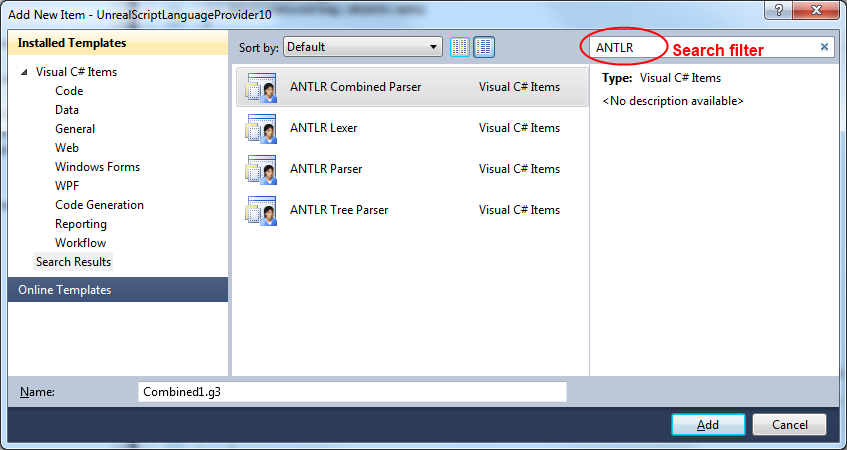 Add New Item - UnrealScriptLanguageProvider10
Installed Templates
Sort by: Default
ANTLR
Search filter
Visual C# Items
Code
Data
General
Web
Windows Forms
WPF
Code Generation
Reporting
Workflow
Search Results
Online Templates
ANTLR Combined Parser Visual C# Items
ANTLR Lexer Visual C# Items
ANTLR Parser Visual C# Items
ANTLR Tree Parser Visual C# Items
Type: Visual C# Items
<No description available>
Name: Combined1.g3
Add Cancel